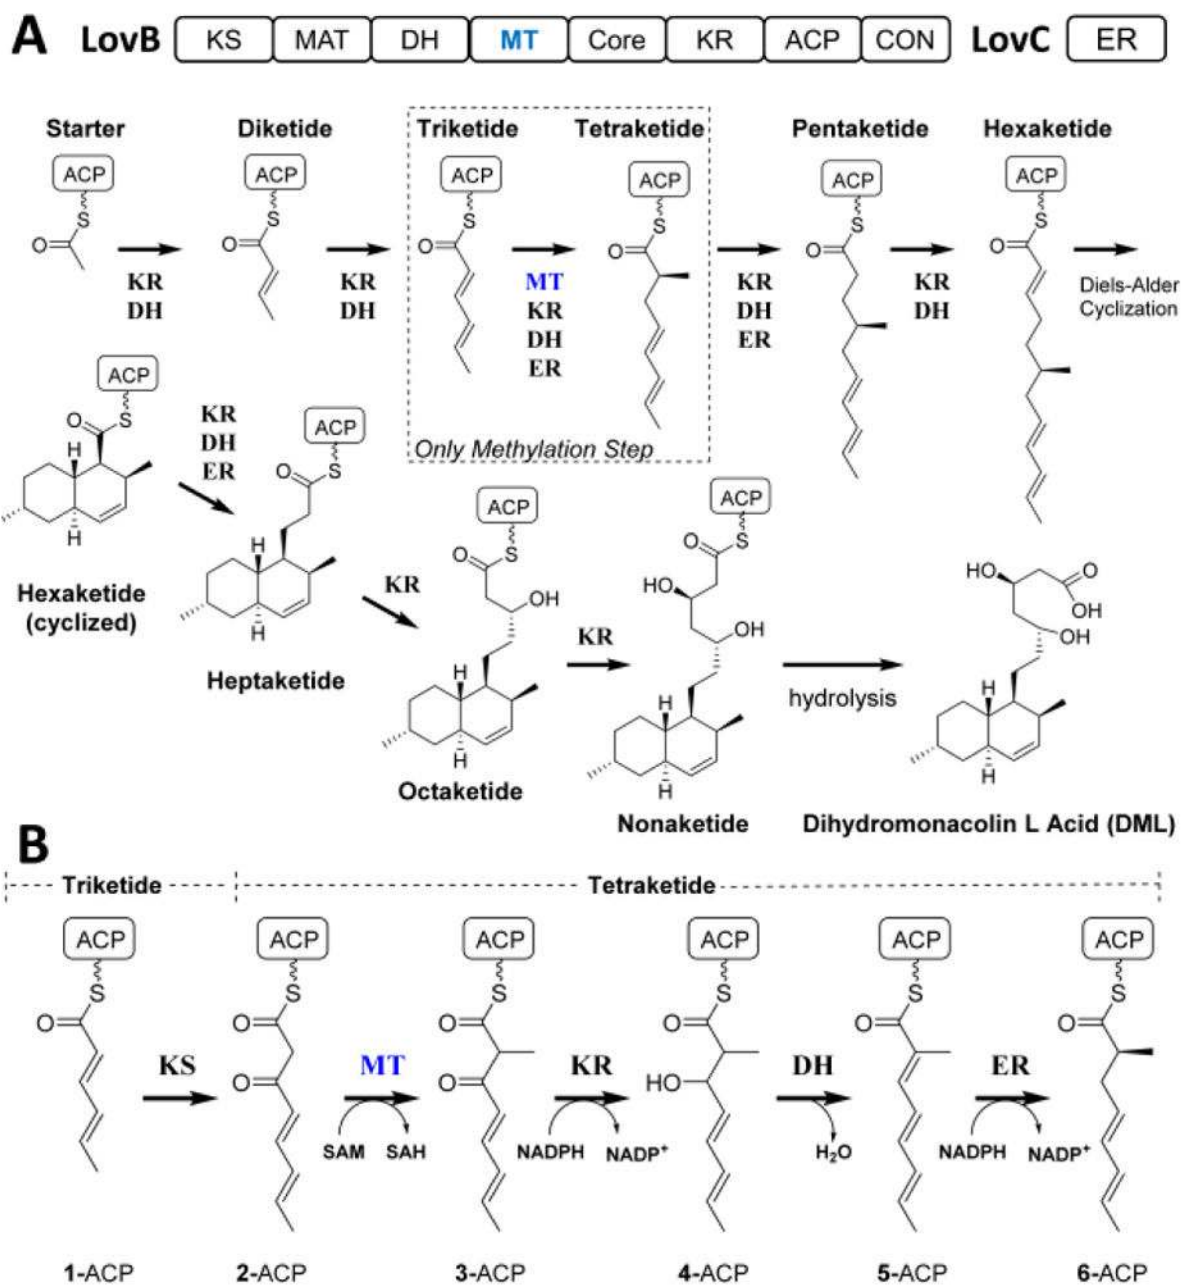 A LovB KS MAT DH MT Core KR ACP CON LovC ER
Starter Diketide Triketide Tetraketide Pentaketide Hexaketide
ACP ACP ACP ACP ACP ACP
S S S S S S
O O O O O O
KR KR MT KR KR Diels-Alder
DH DH KR DH DH Cyclization
DH ER
ER
Only Methylation Step
ACP
O S
H
H
Hexaketide
(cyclized)
KR
DH
ER
ACP
O S
H
H
Heptaketide
KR
ACP
O S
OH
H
H
Octaketide
KR
ACP
O S
HO
OH
H
H
Nonaketide
hydrolysis
HO O
OH
OH
H
H
Dihydromonacolin L Acid (DML)
B
Triketide Tetraketide
ACP ACP ACP ACP ACP ACP
S S S S S S
O O O O O O
KS MT KR DH ER
O O HO
SAM SAH NADPH NADP+ H2O NADPH NADP+
1-ACP 2-ACP 3-ACP 4-ACP 5-ACP 6-ACP